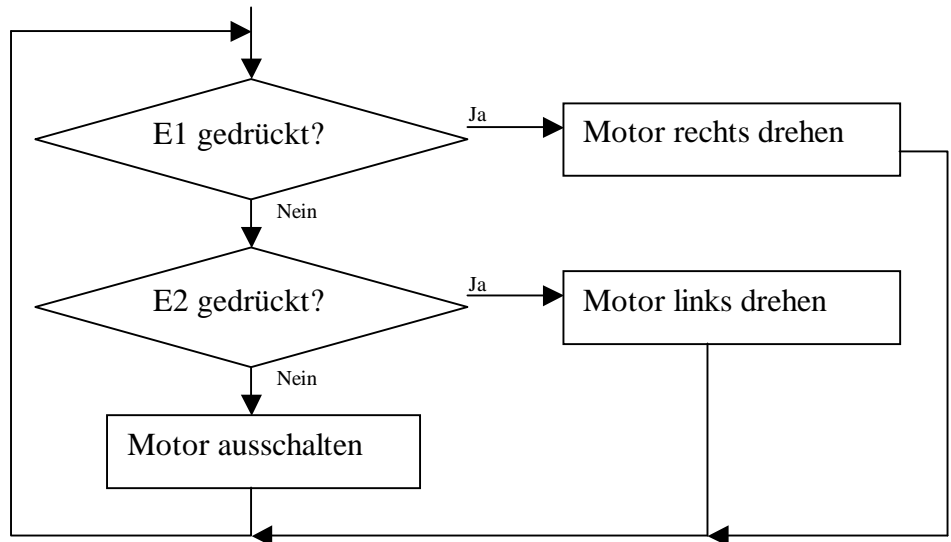 E1 gedrückt?
Ja
Motor rechts drehen
Nein
E2 gedrückt?
Ja
Motor links drehen
Nein
Motor ausschalten